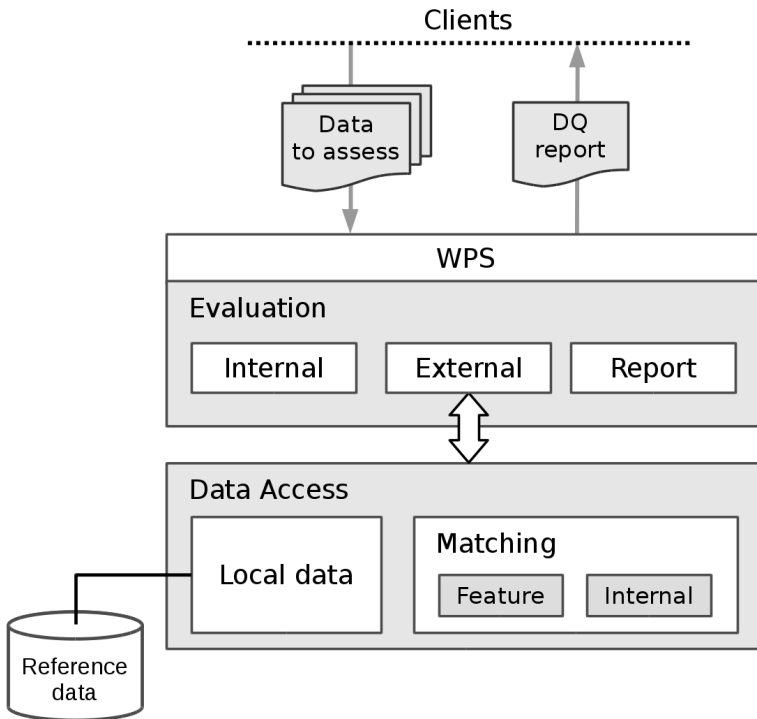 Clients
Data
to assess
DQ
report
WPS
Evaluation
Internal
External
Report
Data Access
Local data
Matching
Feature
Internal
Reference
data